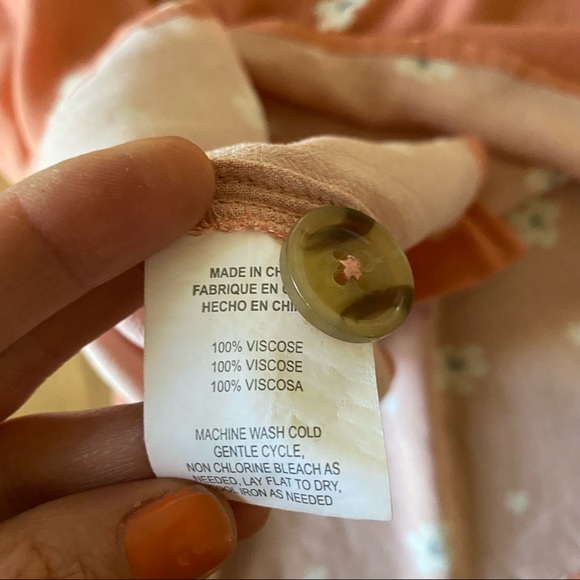 MADE IN CH
FABRIQUE EN
HECHO EN CHI
100% VISCOSE
100% VISCOSE
100% VISCOSA
MACHINE WASH COLD
GENTLE CYCLE,
NON CHLORINE BLEACH AS
NEEDED, LAY FLAT TO DRY,
OOL IRON AS NEEDED